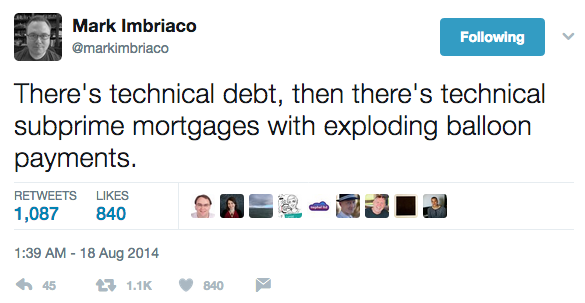 Mark Imbriaco
@markimbriaco
Following
There's technical debt, then there's technical
subprime mortgages with exploding balloon
payments.
RETWEETS LIKES
1,087 840
1:39 AM - 18 Aug 2014
45 1.1K 840